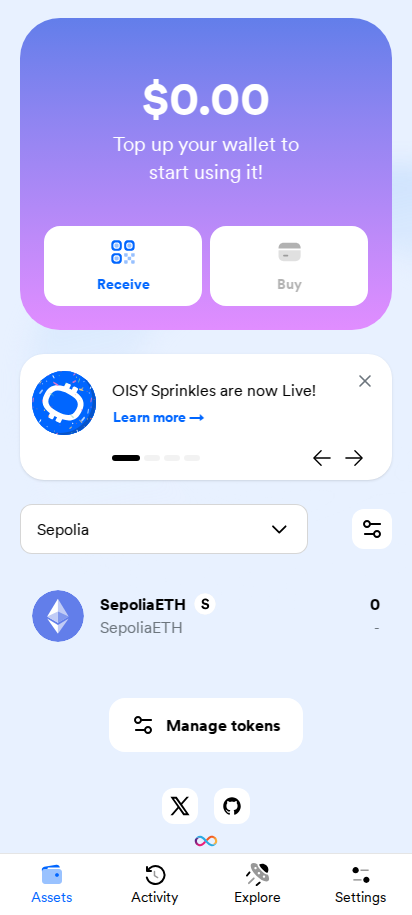 $0.00
Top up your wallet to
start using it!
Receive
Buy
OISY Sprinkles are now Live!
Learn more →
Sepolia
SepoliaETH S
0
SepoliaETH
-
Manage tokens
Assets
Activity
Explore
Settings